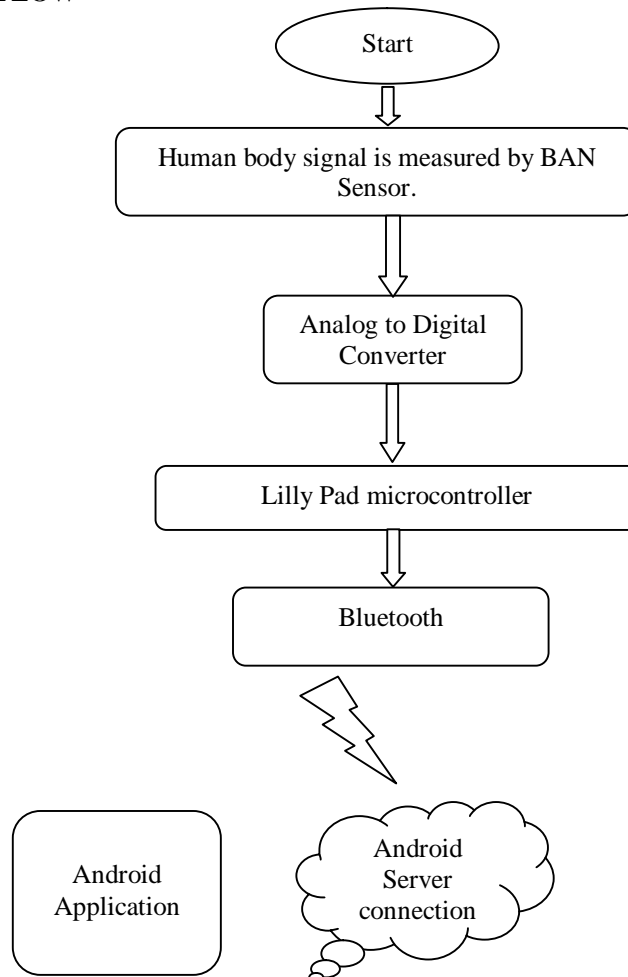 Start
Human body signal is measured by BAN
Sensor.
Analog to Digital
Converter
Lilly Pad microcontroller
Bluetooth
Android
Application
Android
Server
connection